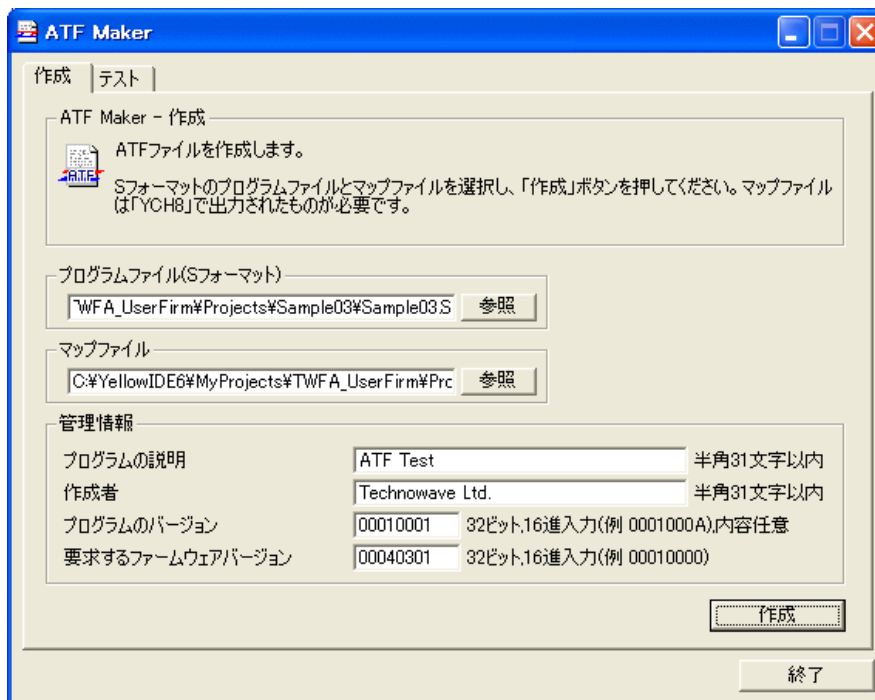 ATF Maker
作成
テスト
ATF Maker - 作成
ATF
ATFファイルを作成します。
Sフォーマットのプログラムファイルとマップファイルを選択し、「作成」ボタンを押してください。マップファイル
は「YCH8」で出力されたものが必要です。
プログラムファイル(Sフォーマット)
TWFA_UserFirm¥Projects¥Sample03¥Sample03.S
参照
マップファイル
C:¥YellowIDE6¥MyProjects¥TWFA_UserFirm¥Prc
参照
管理情報
プログラムの説明
ATF Test
半角31文字以内
作成者
Technowave Ltd.
半角31文字以内
プログラムのバージョン
00010001
32ビット,16進入力(例 0001000A),内容任意
要求するファームウェアバージョン
00040301
32ビット,16進入力(例 00010000)
作成
終了